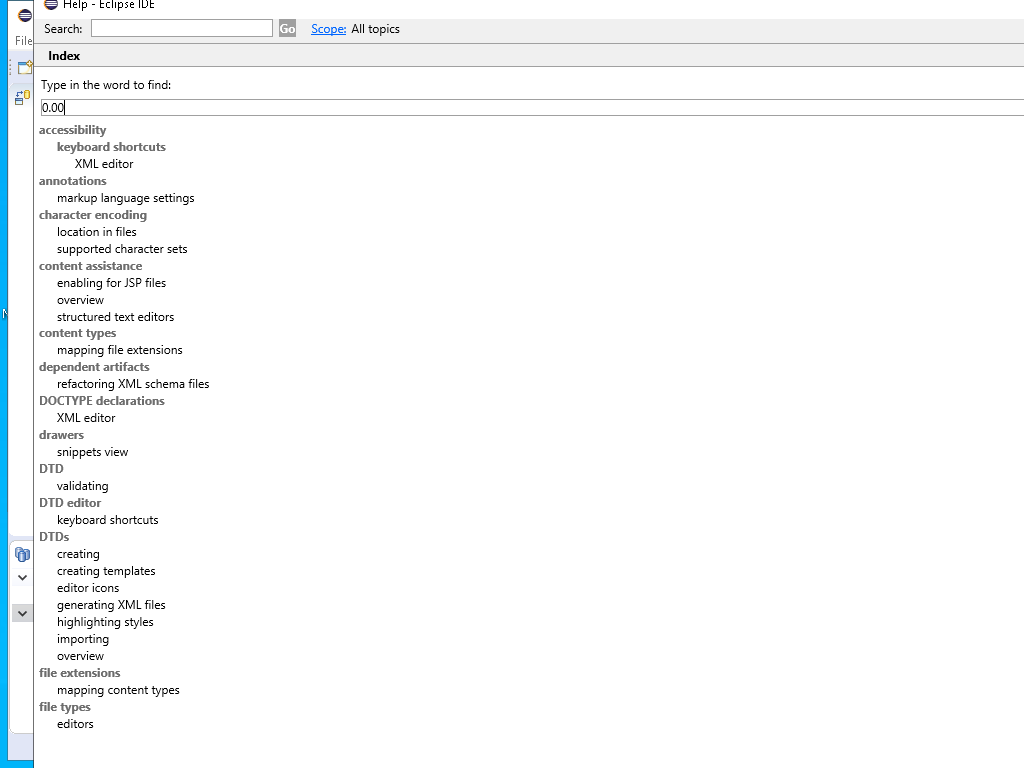 Help - Eclipse IDE
File
Search:
Go
Scope: All topics
Index
Type in the word to find:
0.00
accessibility
keyboard shortcuts
XML editor
annotations
markup language settings
character encoding
location in files
supported character sets
content assistance
enabling for JSP files
overview
structured text editors
content types
mapping file extensions
dependent artifacts
refactoring XML schema files
DOCTYPE declarations
XML editor
drawers
snippets view
DTD
validating
DTD editor
keyboard shortcuts
DTDs
creating
creating templates
editor icons
generating XML files
highlighting styles
importing
overview
file extensions
mapping content types
file types
editors